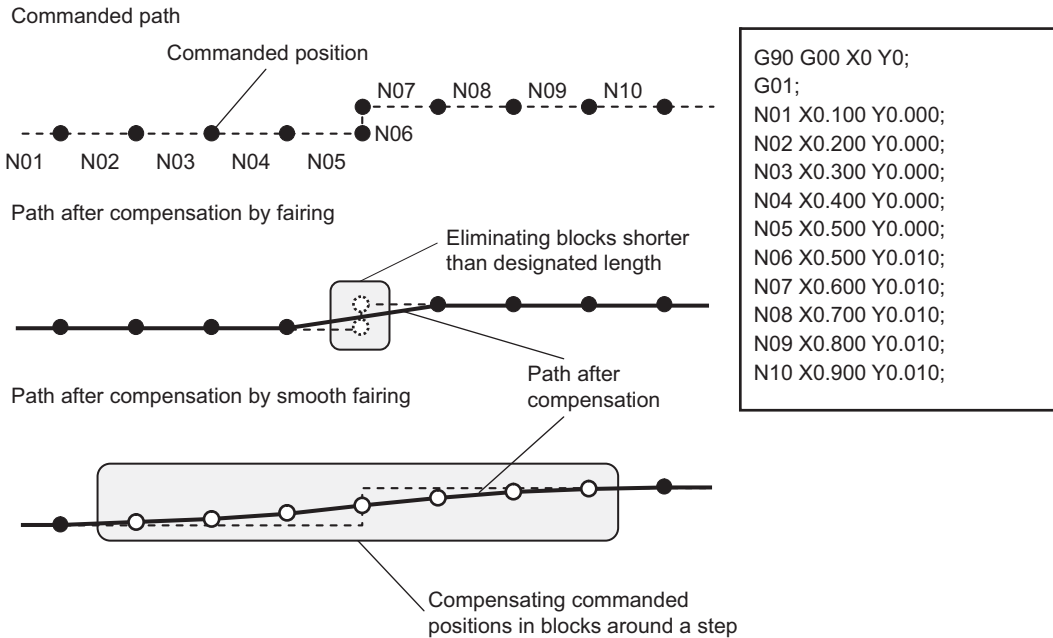 Commanded path
Commanded position
N07 N08 N09 N10
N06
N01 N02 N03 N04 N05
Path after compensation by fairing
Eliminating blocks shorter
than designated length
Path after
compensation
Path after compensation by smooth fairing
Compensating commanded
positions in blocks around a step
G90 G00 X0 Y0;
G01;
N01 X0.100 Y0.000;
N02 X0.200 Y0.000;
N03 X0.300 Y0.000;
N04 X0.400 Y0.000;
N05 X0.500 Y0.000;
N06 X0.500 Y0.010;
N07 X0.600 Y0.010;
N08 X0.700 Y0.010;
N09 X0.800 Y0.010;
N10 X0.900 Y0.010;